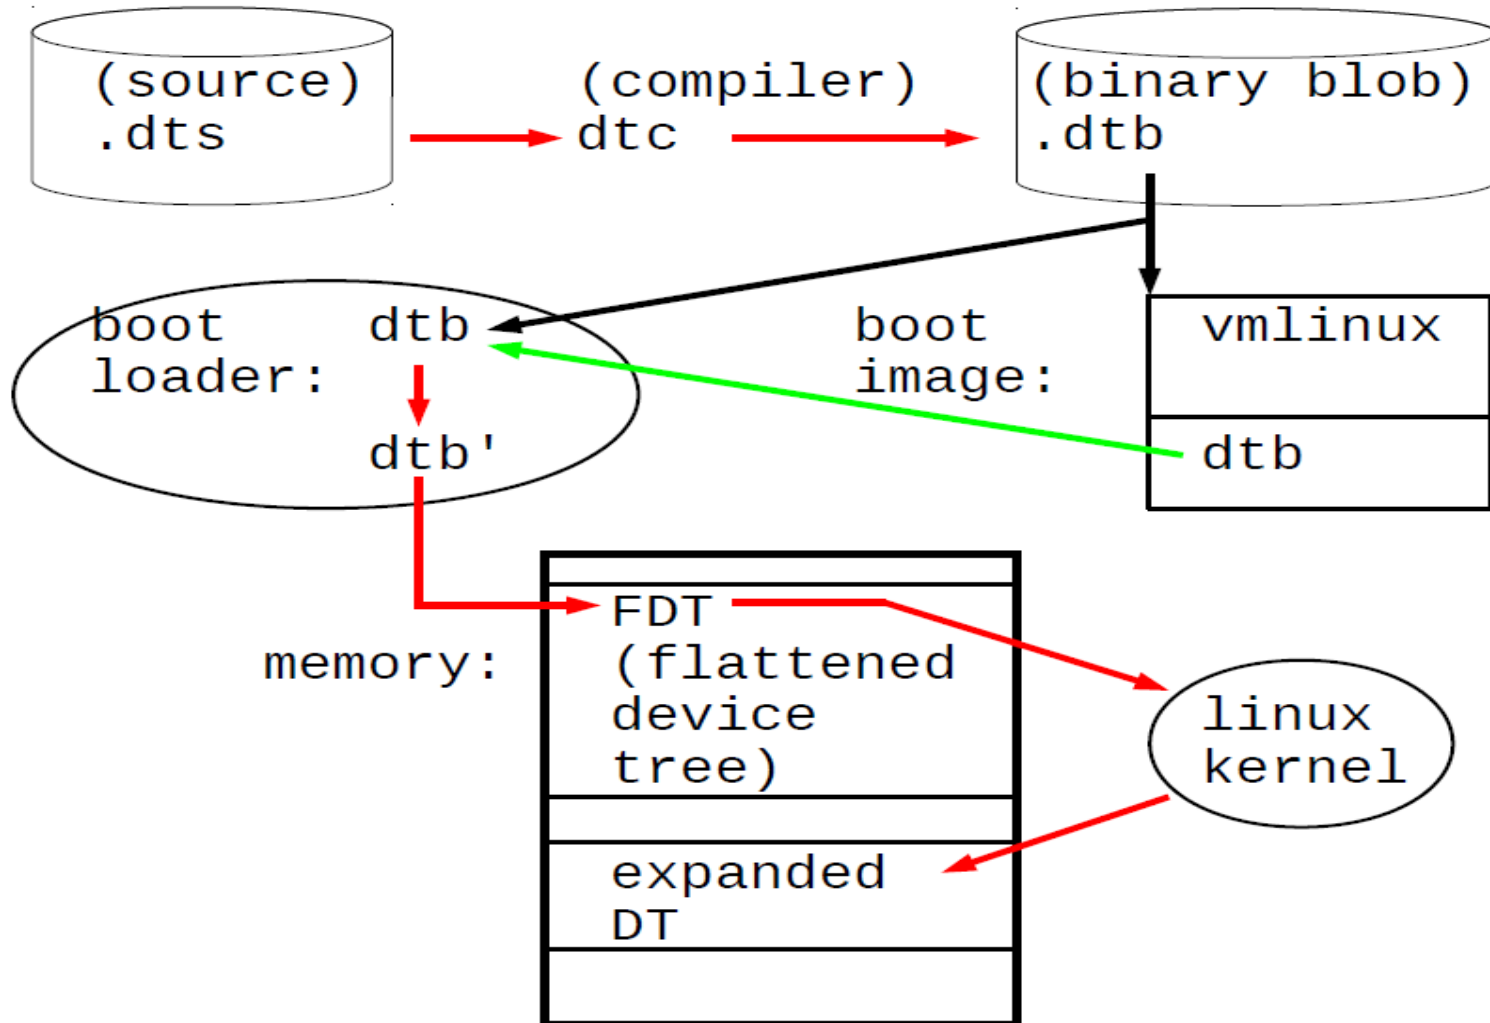 (source)
.dts
(compiler)
dtc
(binary blob)
.dtb
boot
loader:
dtb
dtb'
boot
image:
vmlinux
dtb
memory:
FDT
(flattened
device
tree)
linux
kernel
expanded
DT